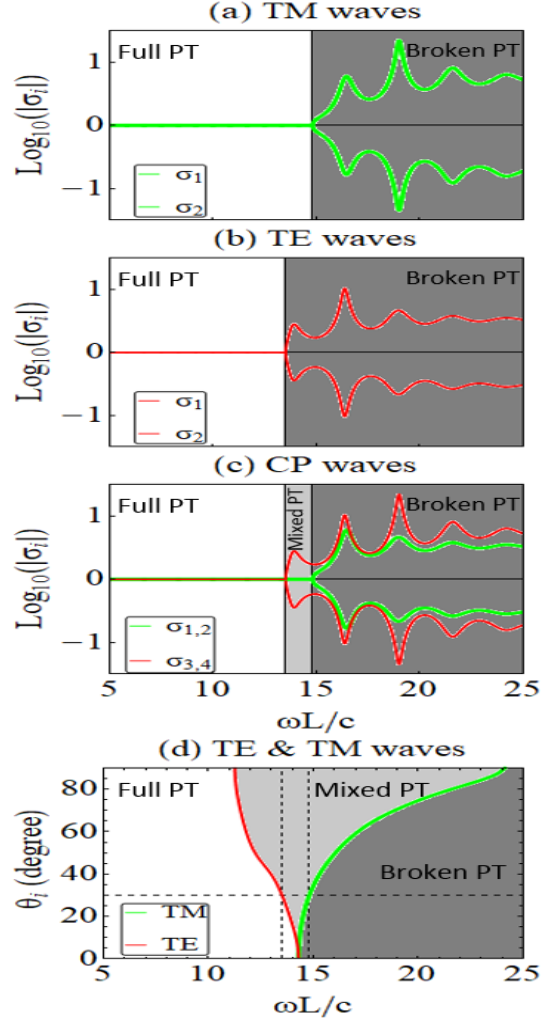 (a) TM waves
Full PT
Broken PT
Log10(|σi|)
1
0
−1
σ1
σ2
(b) TE waves
Full PT
Broken PT
Log10(|σi|)
1
0
−1
σ1
σ2
(c) CP waves
Full PT
Mixed PT
Broken PT
Log10(|σi|)
1
0
−1
σ1,2
σ3,4
5 10 15 20 25
ωL/c
(d) TE & TM waves
Full PT
Mixed PT
Broken PT
θi (degree)
80
60
40
20
0
TM
TE
5 10 15 20 25
ωL/c